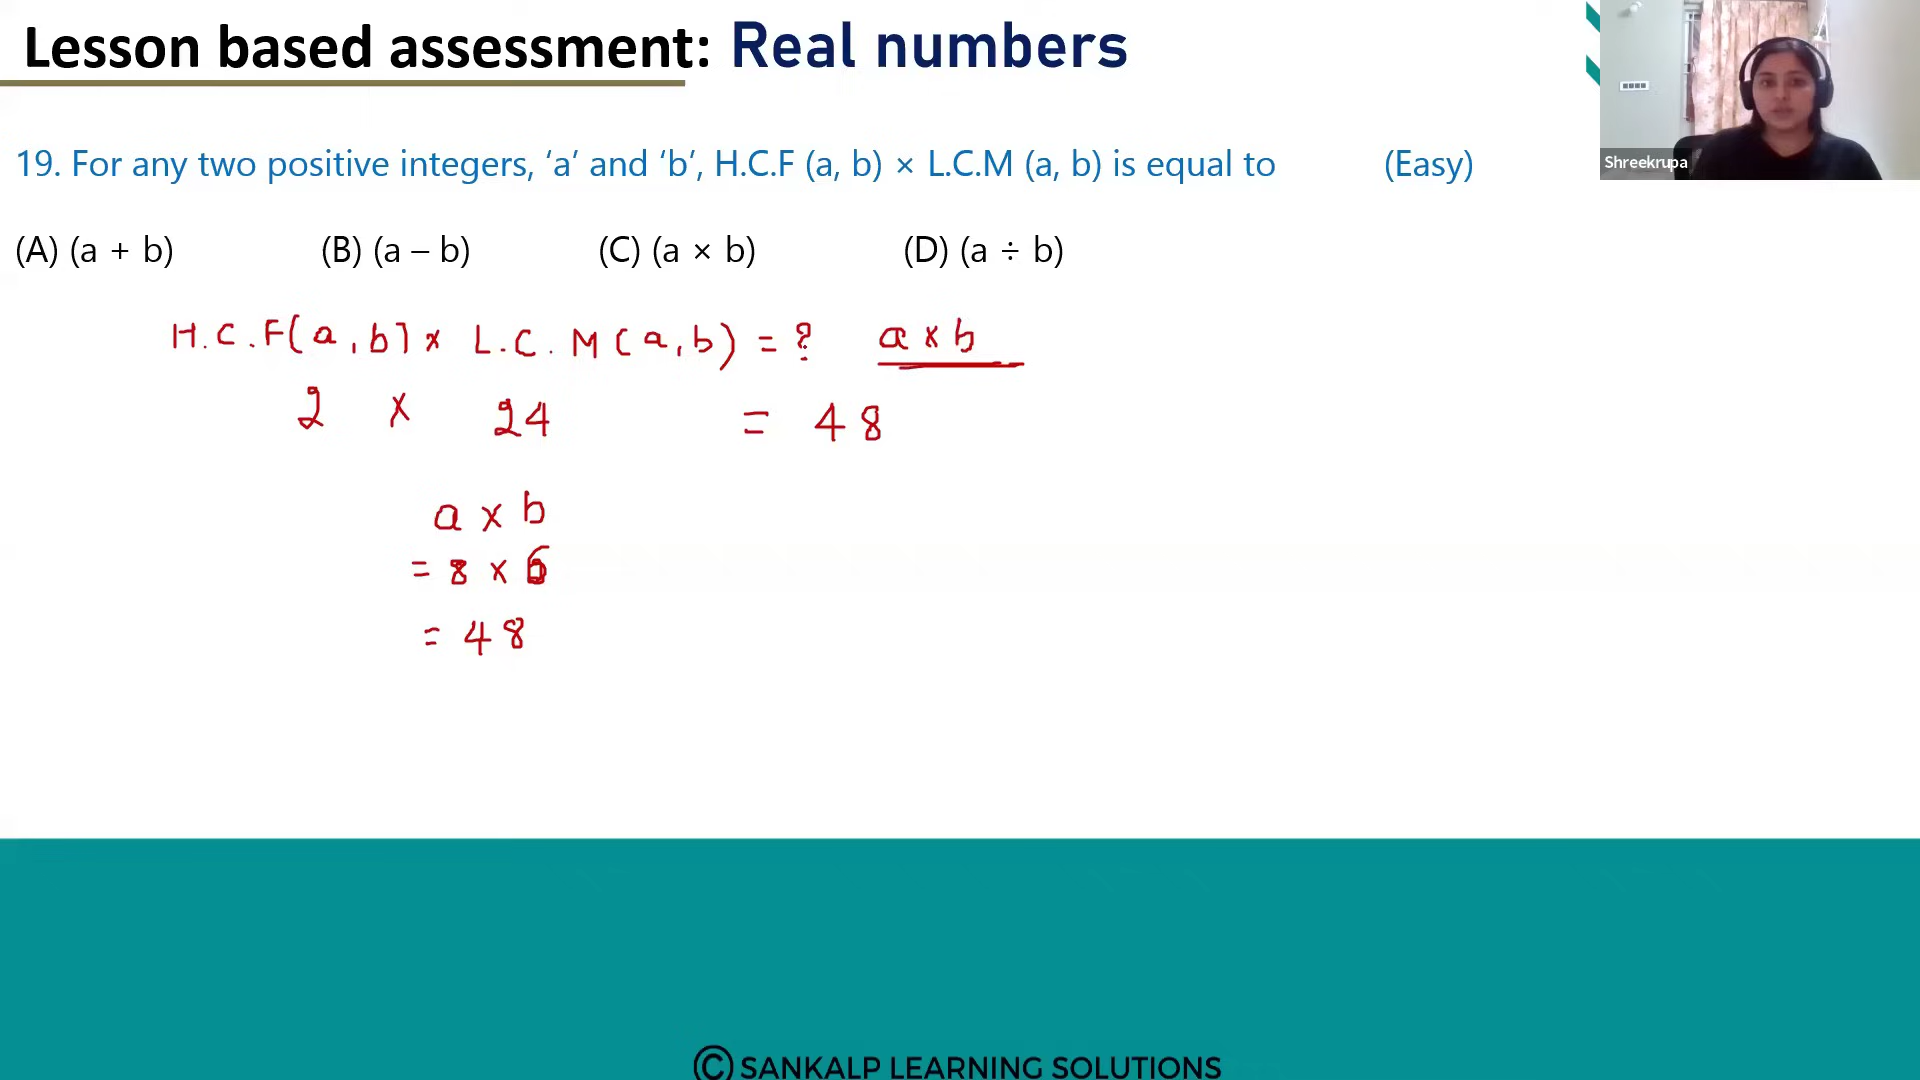 Lesson based assessment: Real numbers
Shreekrupa
19. For any two positive integers, ‘a’ and ‘b’, H.C.F (a, b) × L.C.M (a, b) is equal to (Easy)
(A) (a + b) (B) (a – b) (C) (a × b) (D) (a ÷ b)
H.C.F(a,b) × L.C.M(a,b) = ? a×b
2 × 24 = 48
a × b
= 8 × 6
= 48
© SANKALP LEARNING SOLUTIONS